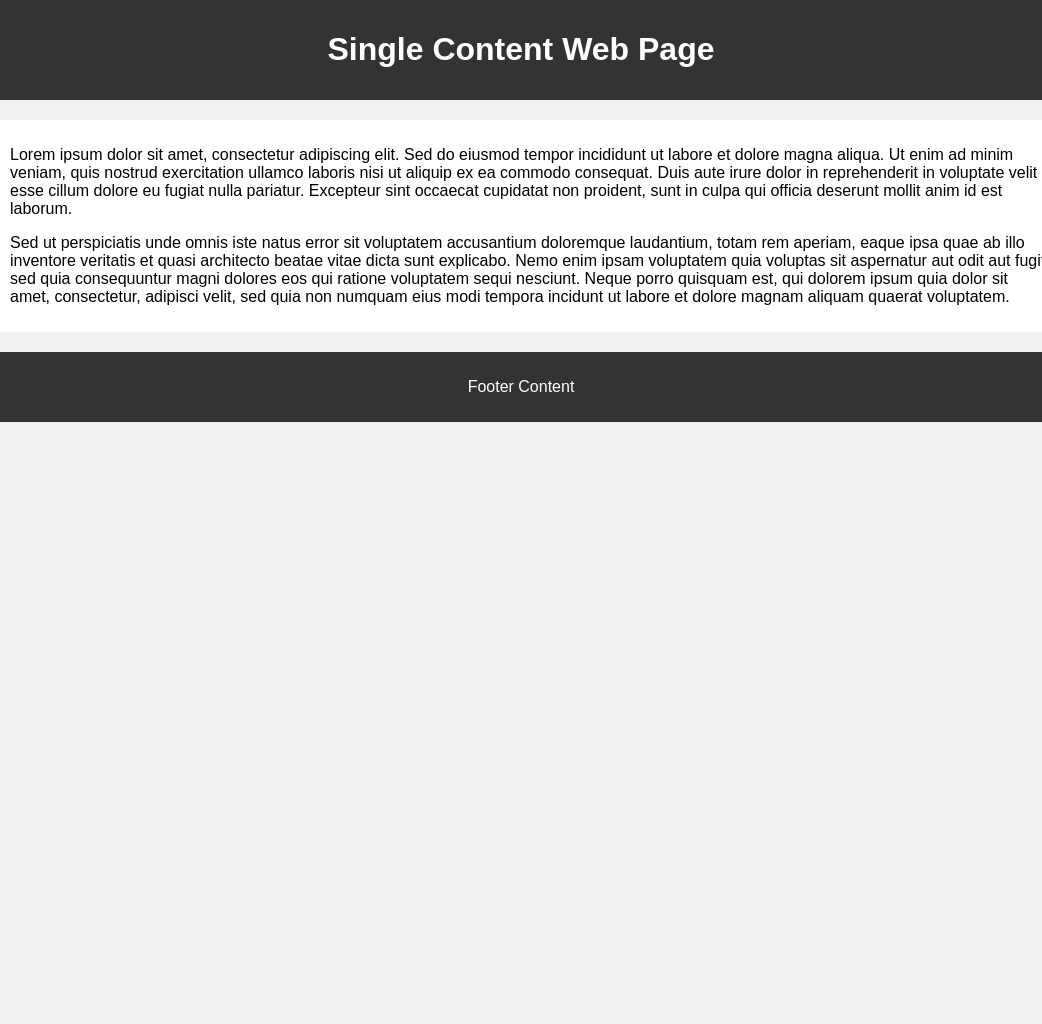 Single Content Web Page
Lorem ipsum dolor sit amet, consectetur adipiscing elit. Sed do eiusmod tempor incididunt ut labore et dolore magna aliqua. Ut enim ad minim
veniam, quis nostrud exercitation ullamco laboris nisi ut aliquip ex ea commodo consequat. Duis aute irure dolor in reprehenderit in voluptate velit
esse cillum dolore eu fugiat nulla pariatur. Excepteur sint occaecat cupidatat non proident, sunt in culpa qui officia deserunt mollit anim id est
laborum.
Sed ut perspiciatis unde omnis iste natus error sit voluptatem accusantium doloremque laudantium, totam rem aperiam, eaque ipsa quae ab illo
inventore veritatis et quasi architecto beatae vitae dicta sunt explicabo. Nemo enim ipsam voluptatem quia voluptas sit aspernatur aut odit aut fugit
sed quia consequuntur magni dolores eos qui ratione voluptatem sequi nesciunt. Neque porro quisquam est, qui dolorem ipsum quia dolor sit
amet, consectetur, adipisci velit, sed quia non numquam eius modi tempora incidunt ut labore et dolore magnam aliquam quaerat voluptatem.
Footer Content